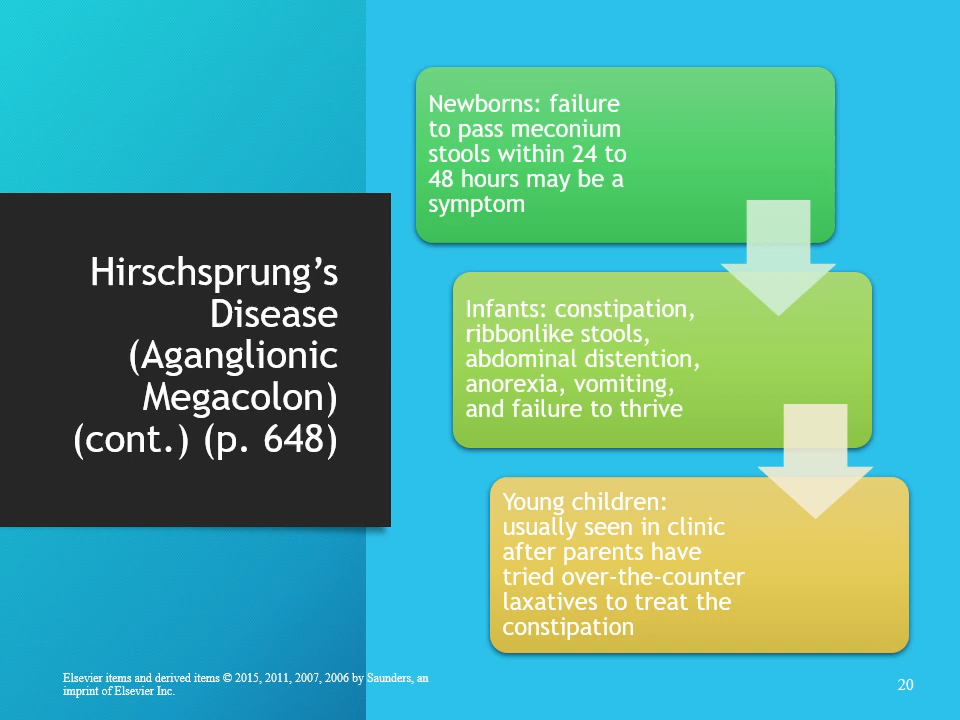 Hirschsprung’s
Disease
(Aganglionic
Megacolon)
(cont.) (p. 648)
Newborns: failure
to pass meconium
stools within 24 to
48 hours may be a
symptom
Infants: constipation,
ribbonlike stools,
abdominal distention,
anorexia, vomiting,
and failure to thrive
Young children:
usually seen in clinic
after parents have
tried over-the-counter
laxatives to treat the
constipation
Elsevier items and derived items © 2015, 2011, 2007, 2006 by Saunders, an
imprint of Elsevier Inc.
20